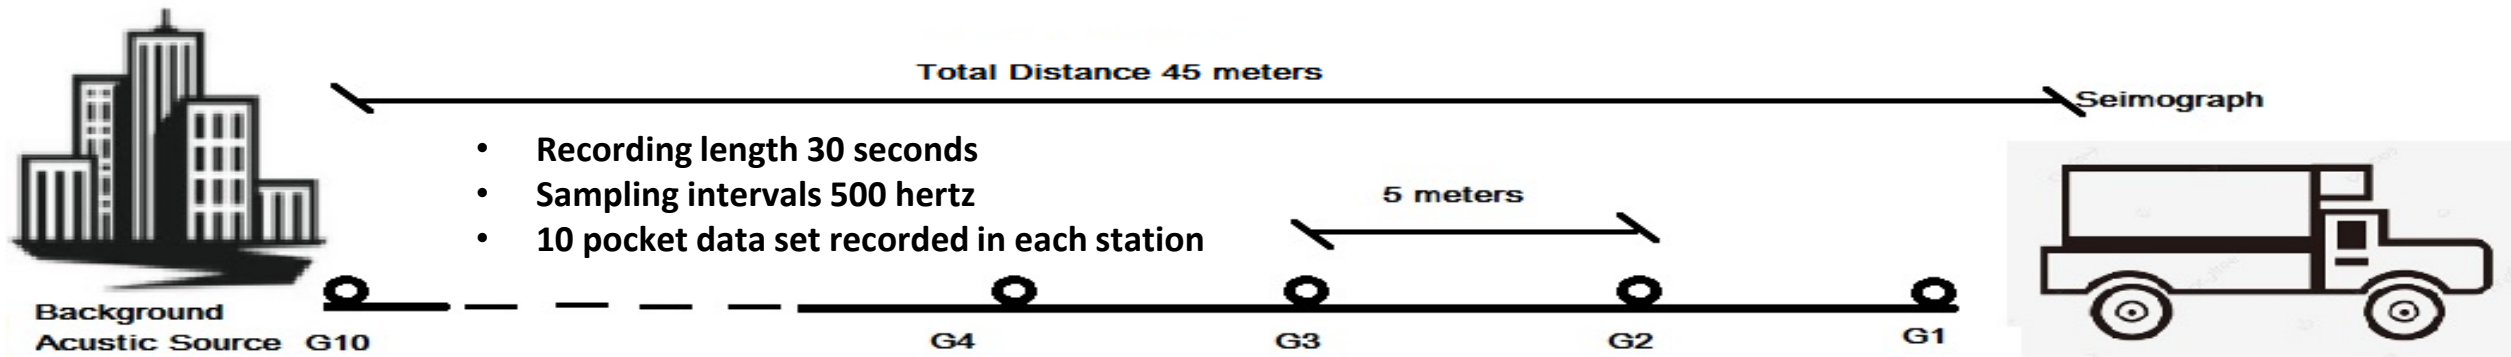 Total Distance 45 meters
Seimograph
• Recording length 30 seconds
• Sampling intervals 500 hertz
• 10 pocket data set recorded in each station
5 meters
Background
Acustic Source G10
G4
G3
G2
G1